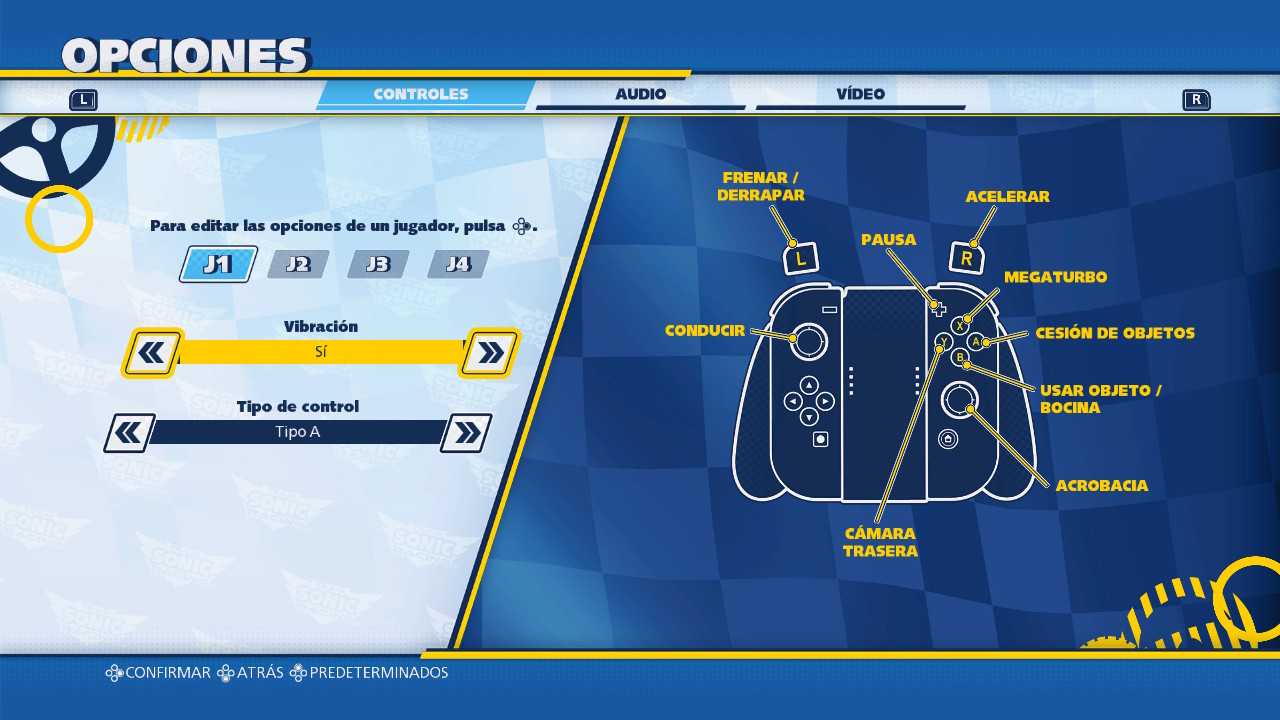 OPCIONES
L
CONTROLES
AUDIO
VÍDEO
R
Para editar las opciones de un jugador, pulsa .
J1
J2
J3
J4
Vibración
Sí
Tipo de control
Tipo A
FRENAR /
DERRAPAR
ACELERAR
PAUSA
L
R
MEGATURBO
CONDUCIR
X
Y
A
B
CESIÓN DE OBJETOS
USAR OBJETO /
BOCINA
ACROBACIA
CÁMARA
TRASERA
CONFIRMAR
ATRÁS
PREDETERMINADOS